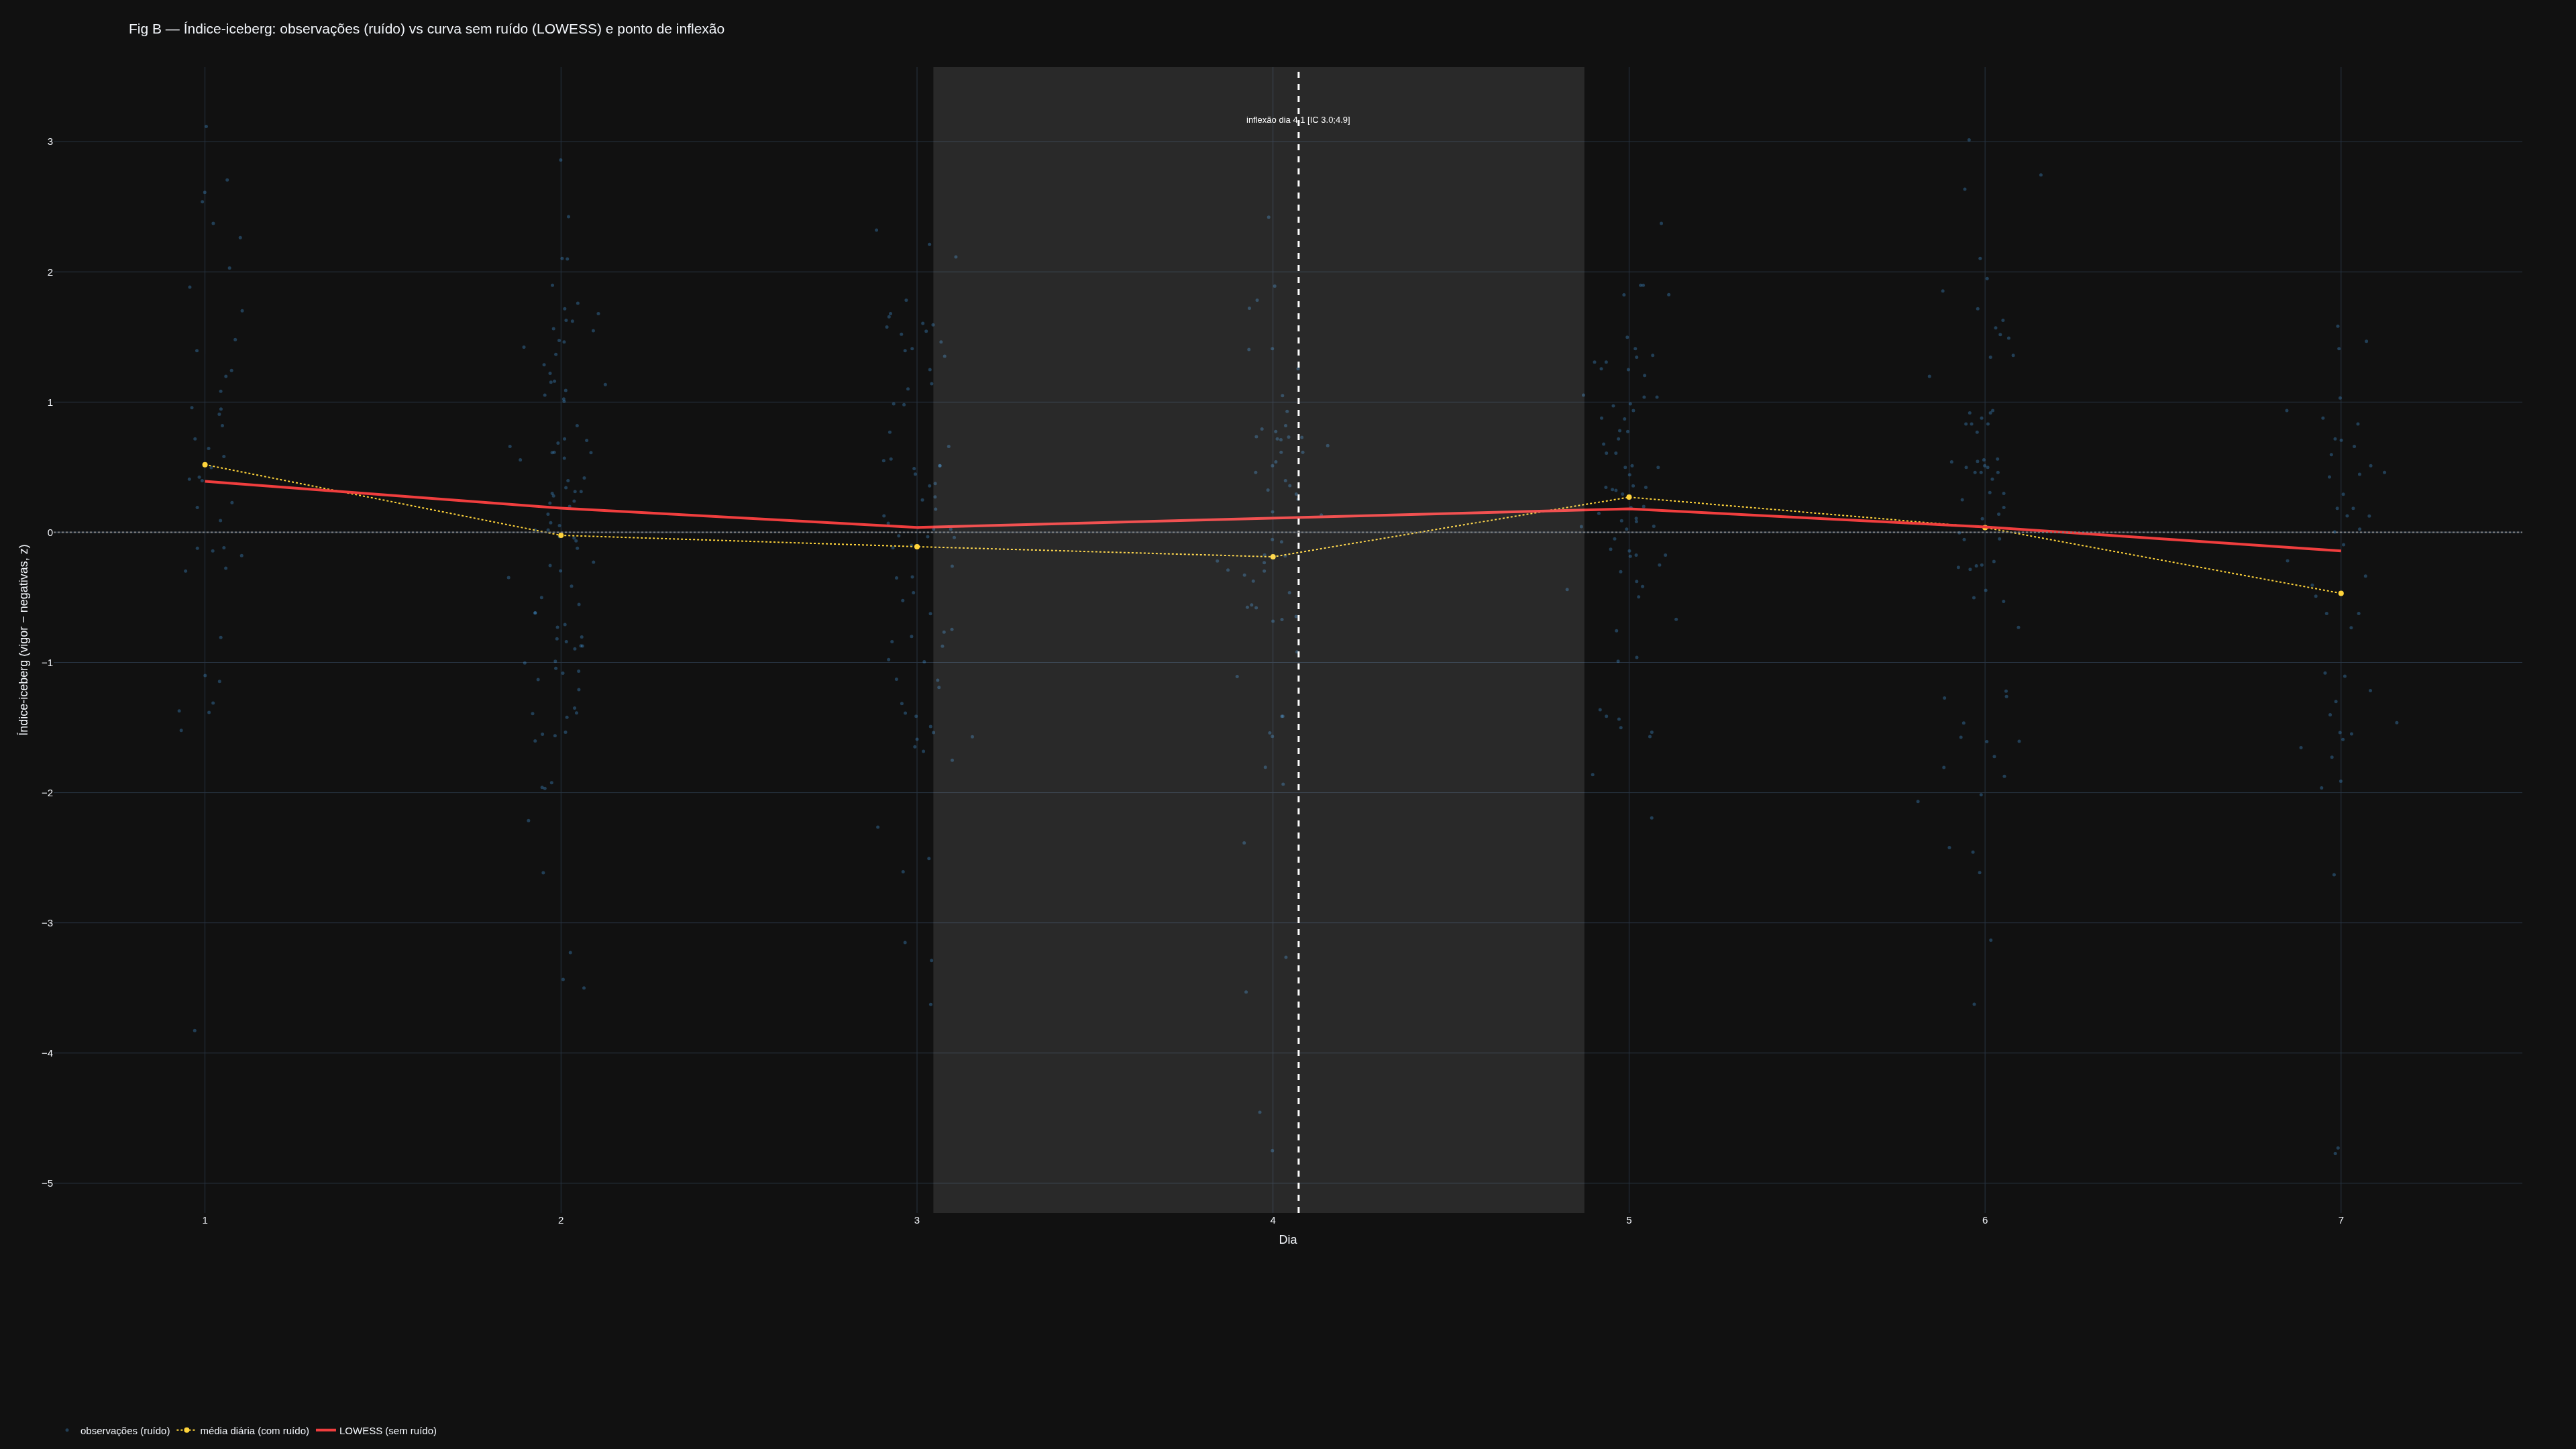 Fig B — Índice-iceberg: observações (ruído) vs curva sem ruído (LOWESS) e ponto de inflexão
inflexão dia 4.1 [IC 3.0;4.9]
Índice-iceberg (vigor − negativas, z)
3
2
1
0
−1
−2
−3
−4
−5
1 2 3 4 5 6 7
Dia
observações (ruído) média diária (com ruído) LOWESS (sem ruído)